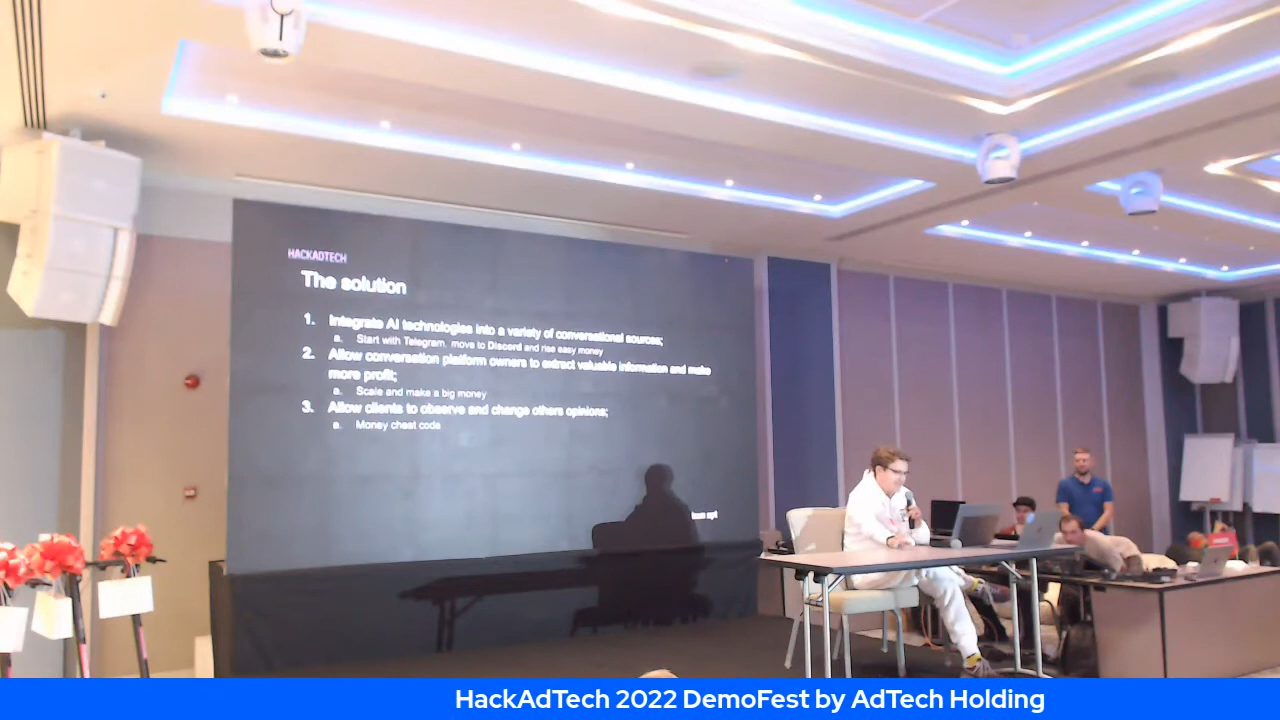 HACKADTECH
The solution
1. Integrate AI technologies into a variety of conversational sources;
a. Start with Telegram, move to Discord and rise easy money
2. Allow conversation platform owners to extract valuable information and make
more profit;
a. Scale and make a big money
3. Allow clients to observe and change others opinions;
a. Money cheat code
HackAdTech 2022 DemoFest by AdTech Holding